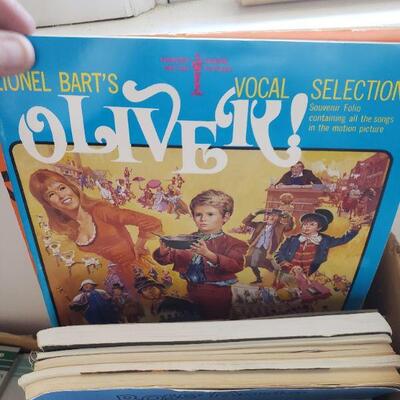 LIONEL BART'S
VOCAL SELECTION
OLIVER!
Souvenir Folio
containing all the songs
in the motion picture